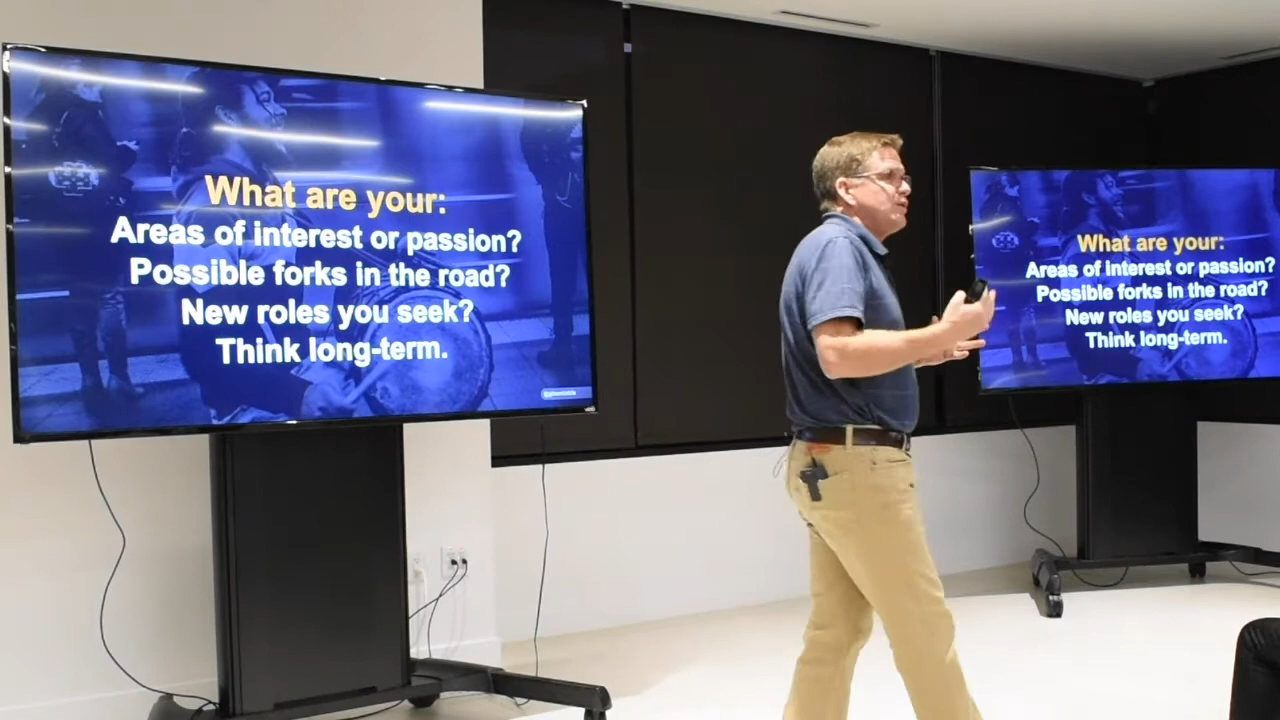 What are your:
Areas of interest or passion?
Possible forks in the road?
New roles you seek?
Think long-term.
What are your:
Areas of interest or passion?
Possible forks in the road?
New roles you seek?
Think long-term.